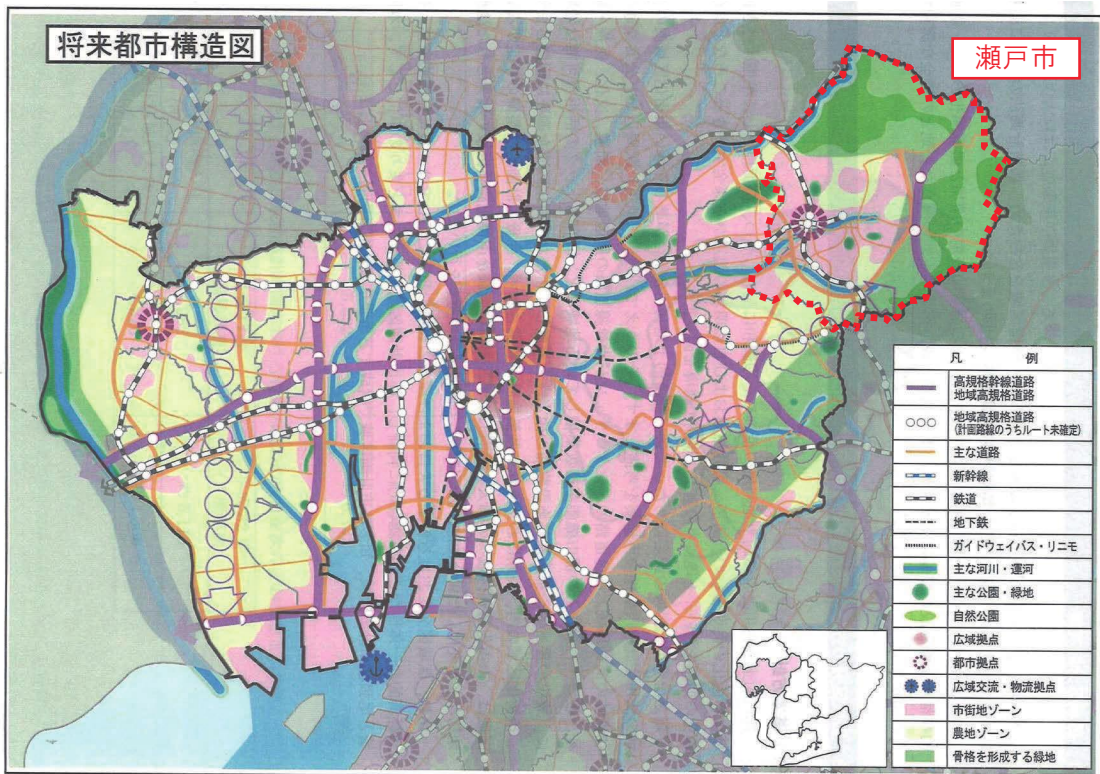 将来都市構造図
瀬戸市
凡 例
高規格幹線道路
地域高規格道路
地域高規格道路
(計画路線のうちルート未確定)
主な道路
新幹線
鉄道
地下鉄
ガイドウェイバス・リニモ
主な河川・運河
主な公園・緑地
自然公園
広域拠点
都市拠点
広域交流・物流拠点
市街地ゾーン
農地ゾーン
骨格を形成する緑地